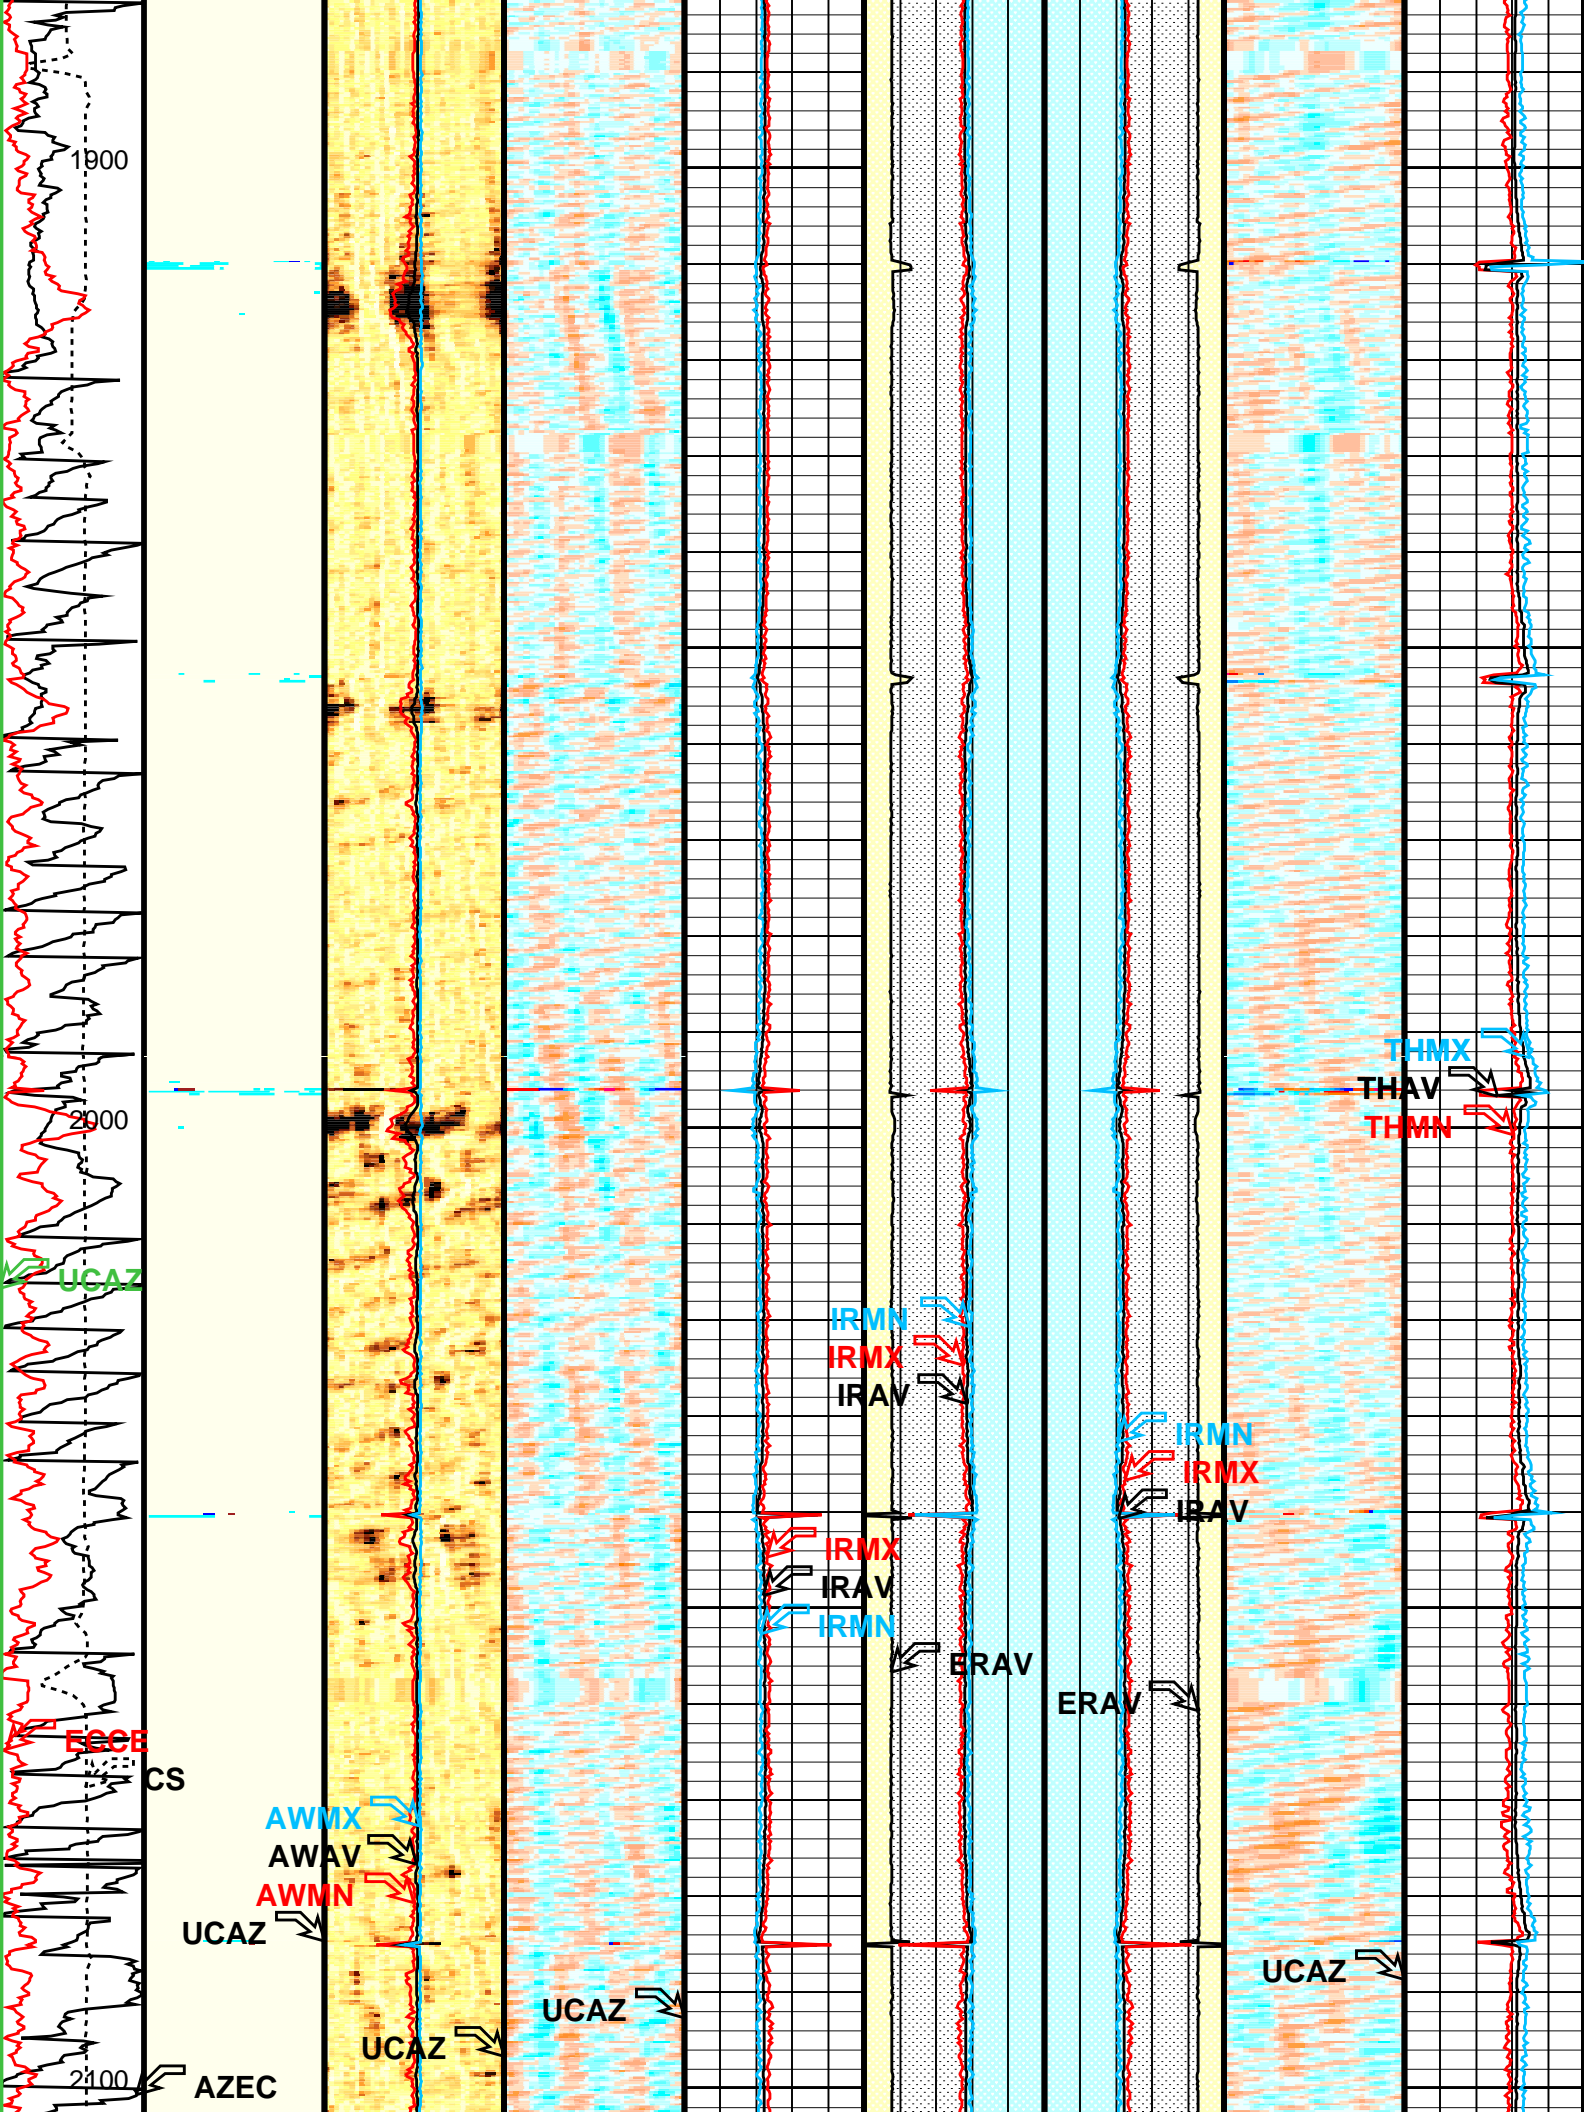 1900
THMX
THAV
2000
THMN
UCAZ
IRMN
IRMX
IRAV
IRMN
IRMX
IRAV
IRMX
IRAV
IRMN
ERAV
ERAV
ECCE
CS
AWMX
AWAV
AWMN
UCAZ
UCAZ
UCAZ
UCAZ
2100
AZEC